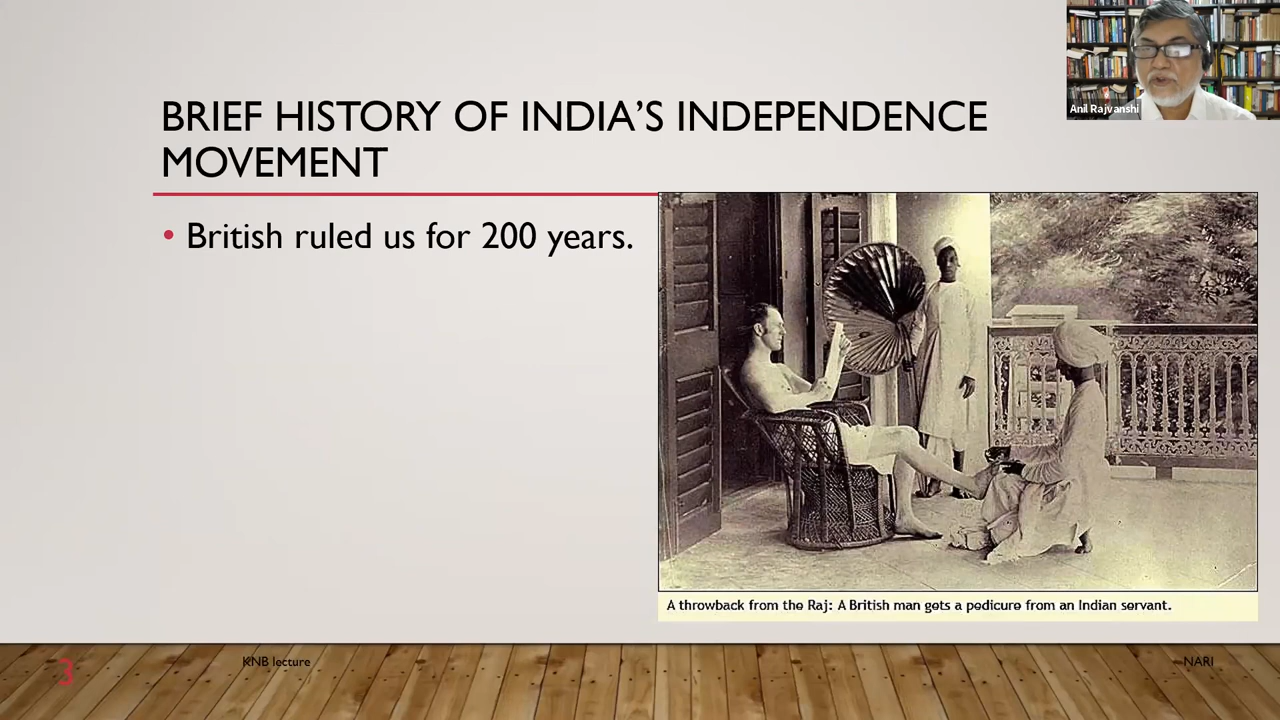 Anil Rajvanshi
BRIEF HISTORY OF INDIA'S INDEPENDENCE
MOVEMENT
• British ruled us for 200 years.
A throwback from the Raj: A British man gets a pedicure from an Indian servant.
3
KNB lecture
NARI